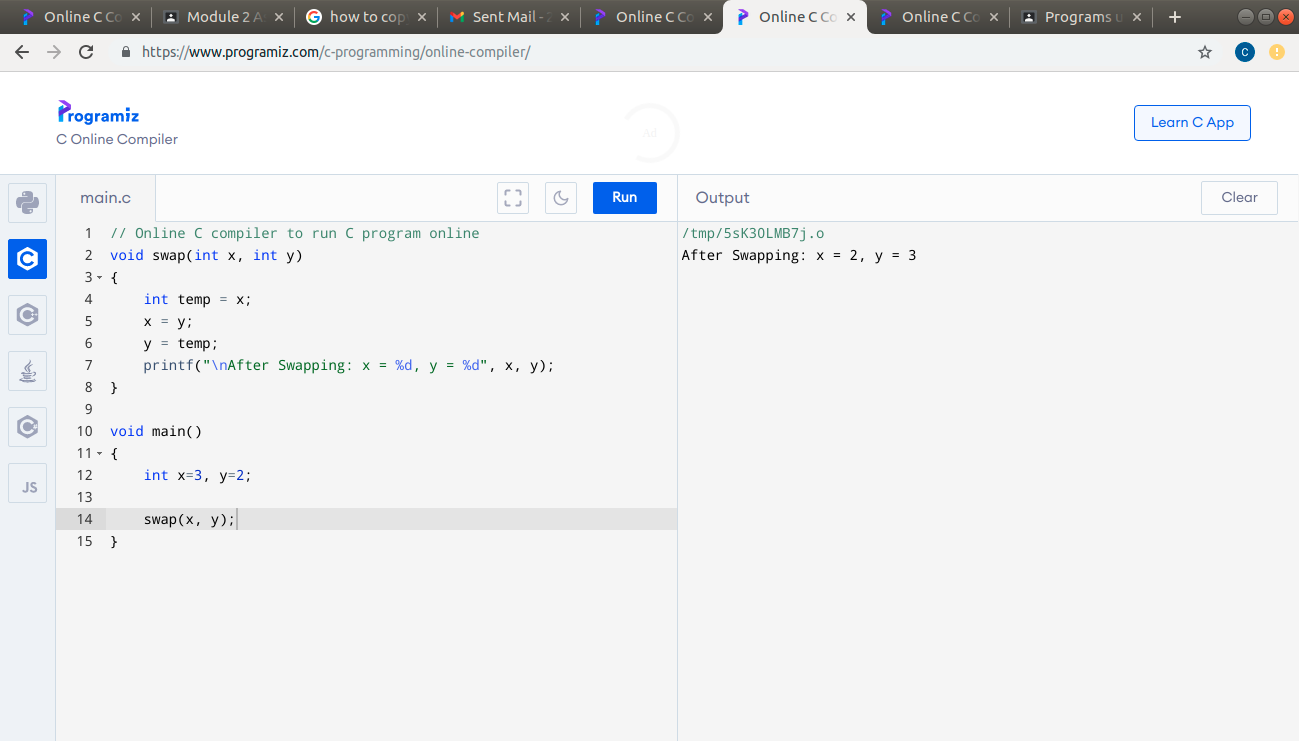 Online C Co Module 2 A how to cop Sent Mail - 2 Online C Co Online C Co Online C Co Programs u
https://www.programiz.com/c-programming/online-compiler/ C
Programiz
C Online Compiler
Ad
Learn C App
main.c
Run
Output
Clear
1 // Online C compiler to run C program online
2 void swap(int x, int y)
3 {
4 int temp = x;
5 x = y;
6 y = temp;
7 printf("\nAfter Swapping: x = %d, y = %d", x, y);
8 }
9
10 void main()
11 {
12 int x=3, y=2;
13
14 swap(x, y);
15 }
JS
/tmp/5sK3OLMB7j.o
After Swapping: x = 2, y = 3